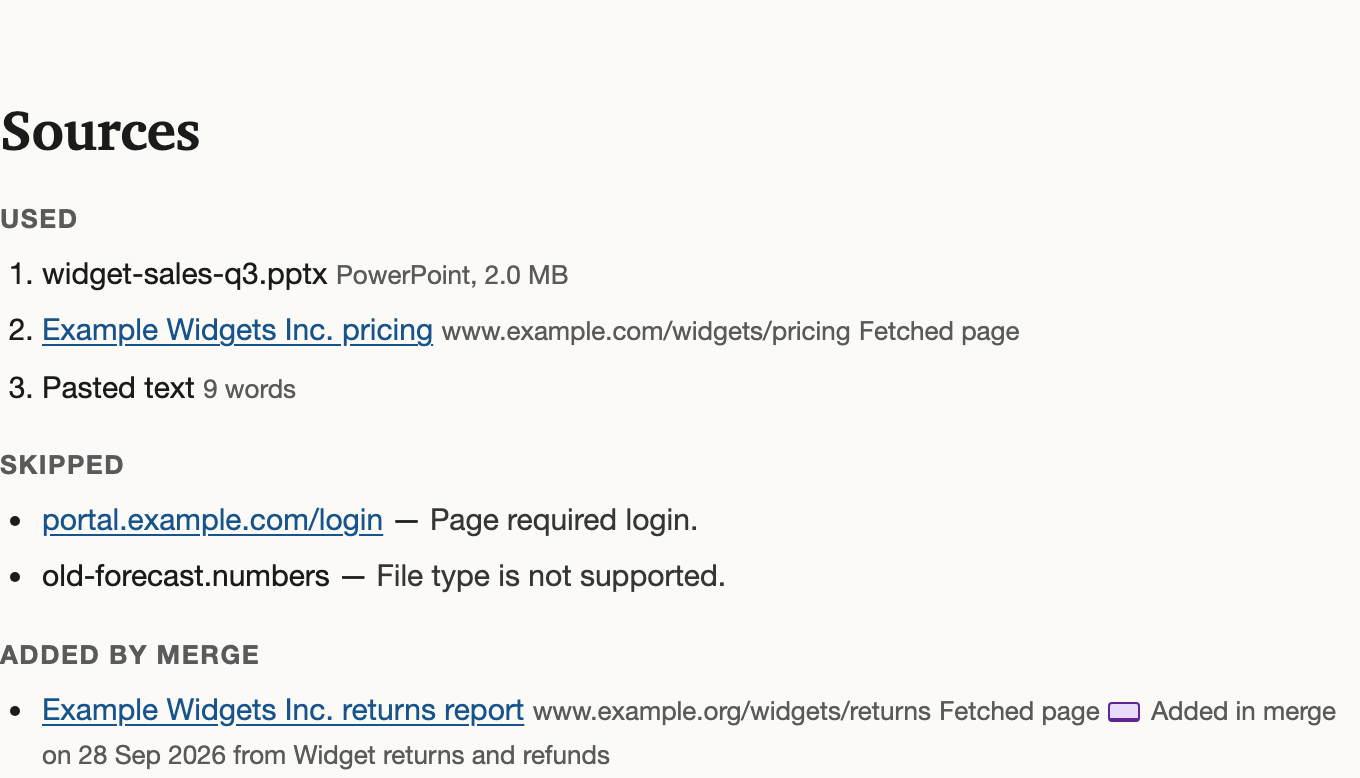 Sources
USED
1. widget-sales-q3.pptx PowerPoint, 2.0 MB
2. Example Widgets Inc. pricing www.example.com/widgets/pricing Fetched page
3. Pasted text 9 words
SKIPPED
• portal.example.com/login — Page required login.
• old-forecast.numbers — File type is not supported.
ADDED BY MERGE
• Example Widgets Inc. returns report www.example.org/widgets/returns Fetched page Added in merge
on 28 Sep 2026 from Widget returns and refunds